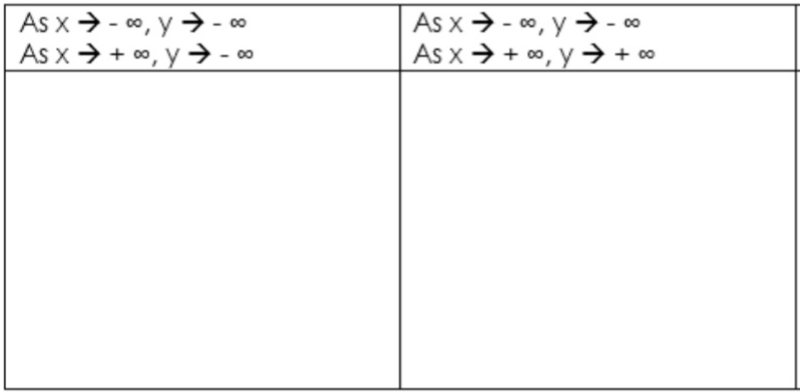 As x → - ∞, y → - ∞
As x → + ∞, y → - ∞
As x → - ∞, y → - ∞
As x → + ∞, y → + ∞